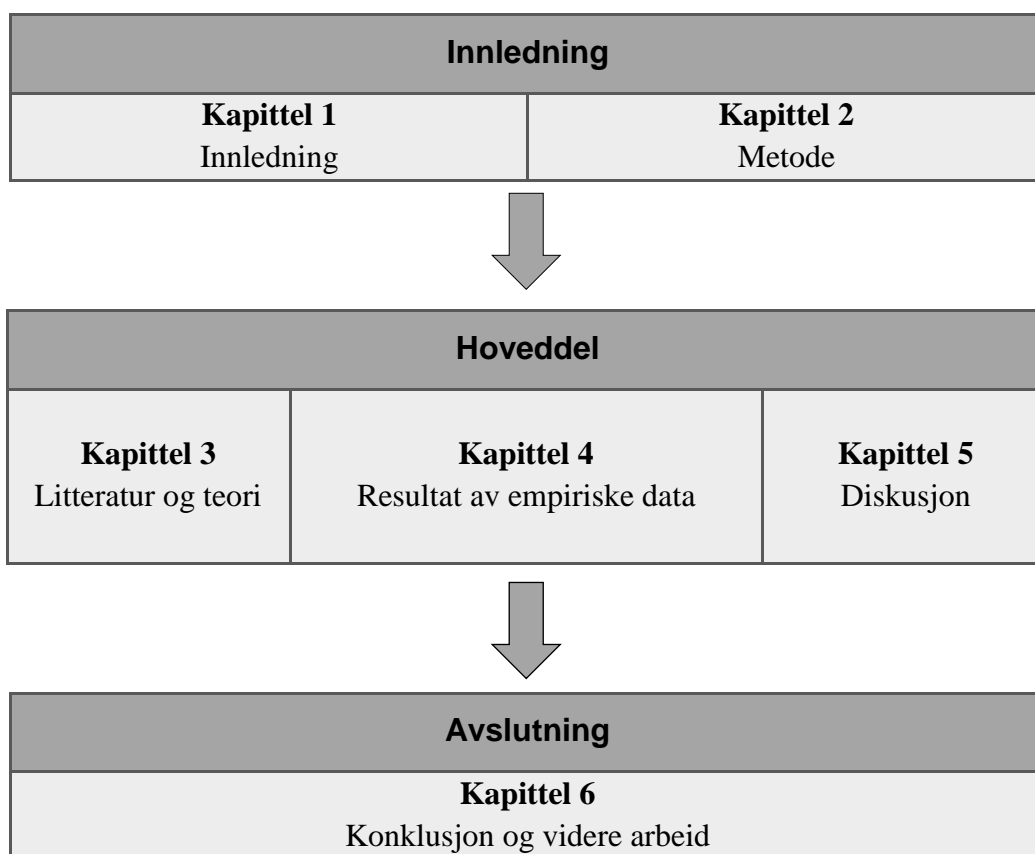 Innledning
Kapittel 1
Innledning
Kapittel 2
Metode
Hoveddel
Kapittel 3
Litteratur og teori
Kapittel 4
Resultat av empiriske data
Kapittel 5
Diskusjon
Avslutning
Kapittel 6
Konklusjon og videre arbeid